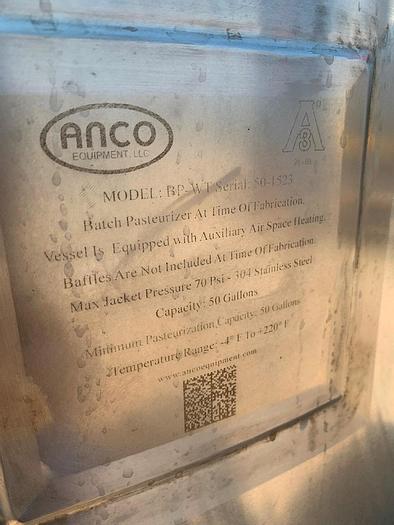 ANCO
EQUIPMENT, LLC
A
3
MODEL: BP-WT Serial: 50-1523
Batch Pasteurizer At Time Of Fabrication.
Vessel Is Equipped with Auxiliary Air Space Heating.
Baffles Are Not Included At Time Of Fabrication.
Max Jacket Pressure 70 Psi - 304 Stainless Steel
Capacity: 50 Gallons
Minimum Pasteurization Capacity: 50 Gallons
Temperature Range: -4° F To +220° F
www.ancoequipment.com